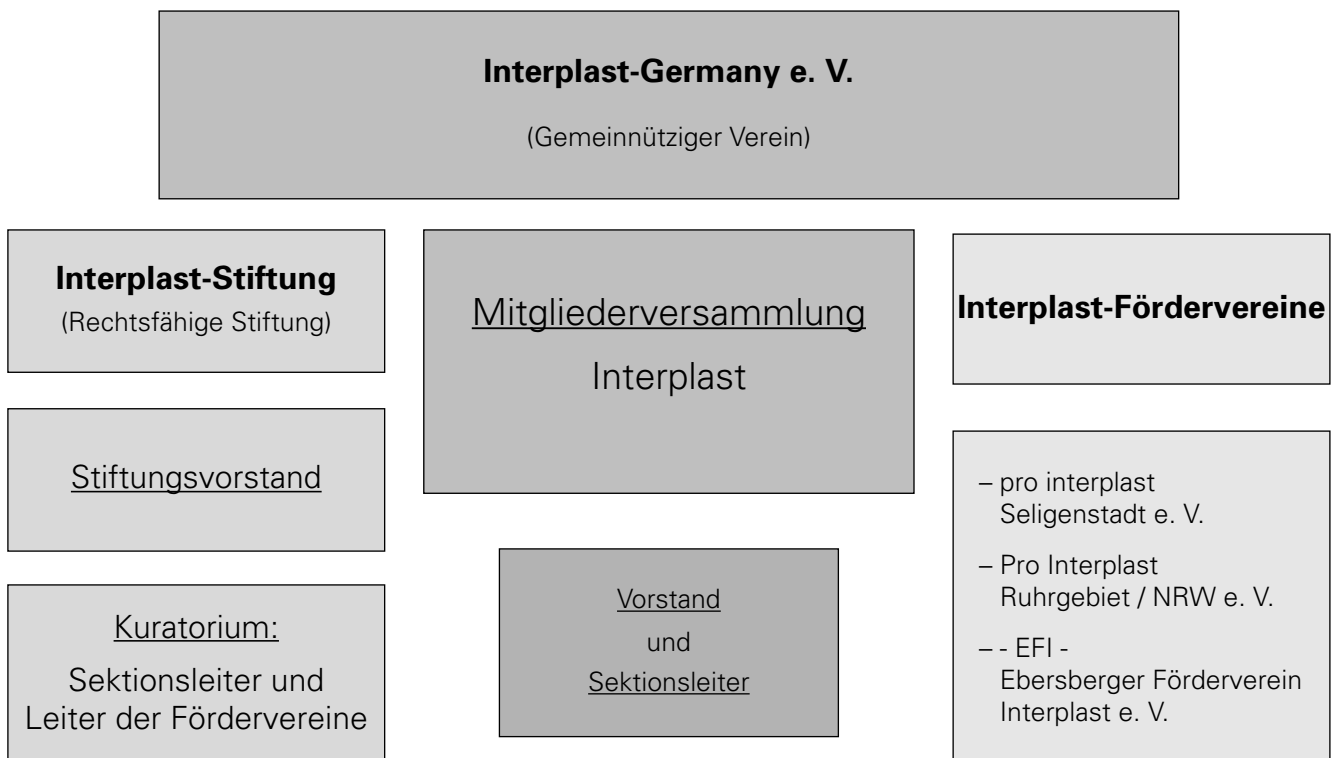 Interplast-Germany e. V.
(Gemeinnütziger Verein)
Interplast-Stiftung
(Rechtsfähige Stiftung)
Stiftungsvorstand
Kuratorium:
Sektionsleiter und
Leiter der Fördervereine
Mitgliederversammlung
Interplast
Vorstand
und
Sektionsleiter
Interplast-Fördervereine
– pro interplast
Seligenstadt e. V.
– Pro Interplast
Ruhrgebiet / NRW e. V.
– - EFI -
Ebersberger Förderverein
Interplast e. V.